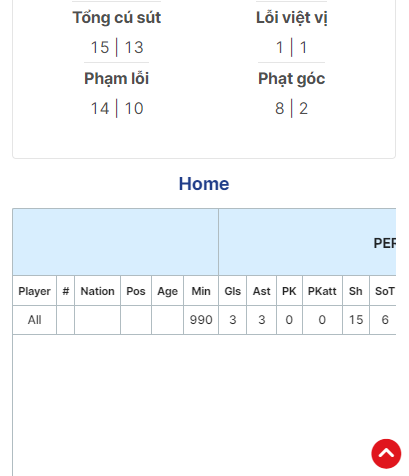 Tổng cú sút Lỗi việt vị
15 | 13 1 | 1
Phạm lỗi Phạt góc
14 | 10 8 | 2
Home
PER
Player # Nation Pos Age Min Gls Ast PK PKatt Sh SoT
All 990 3 3 0 0 15 6